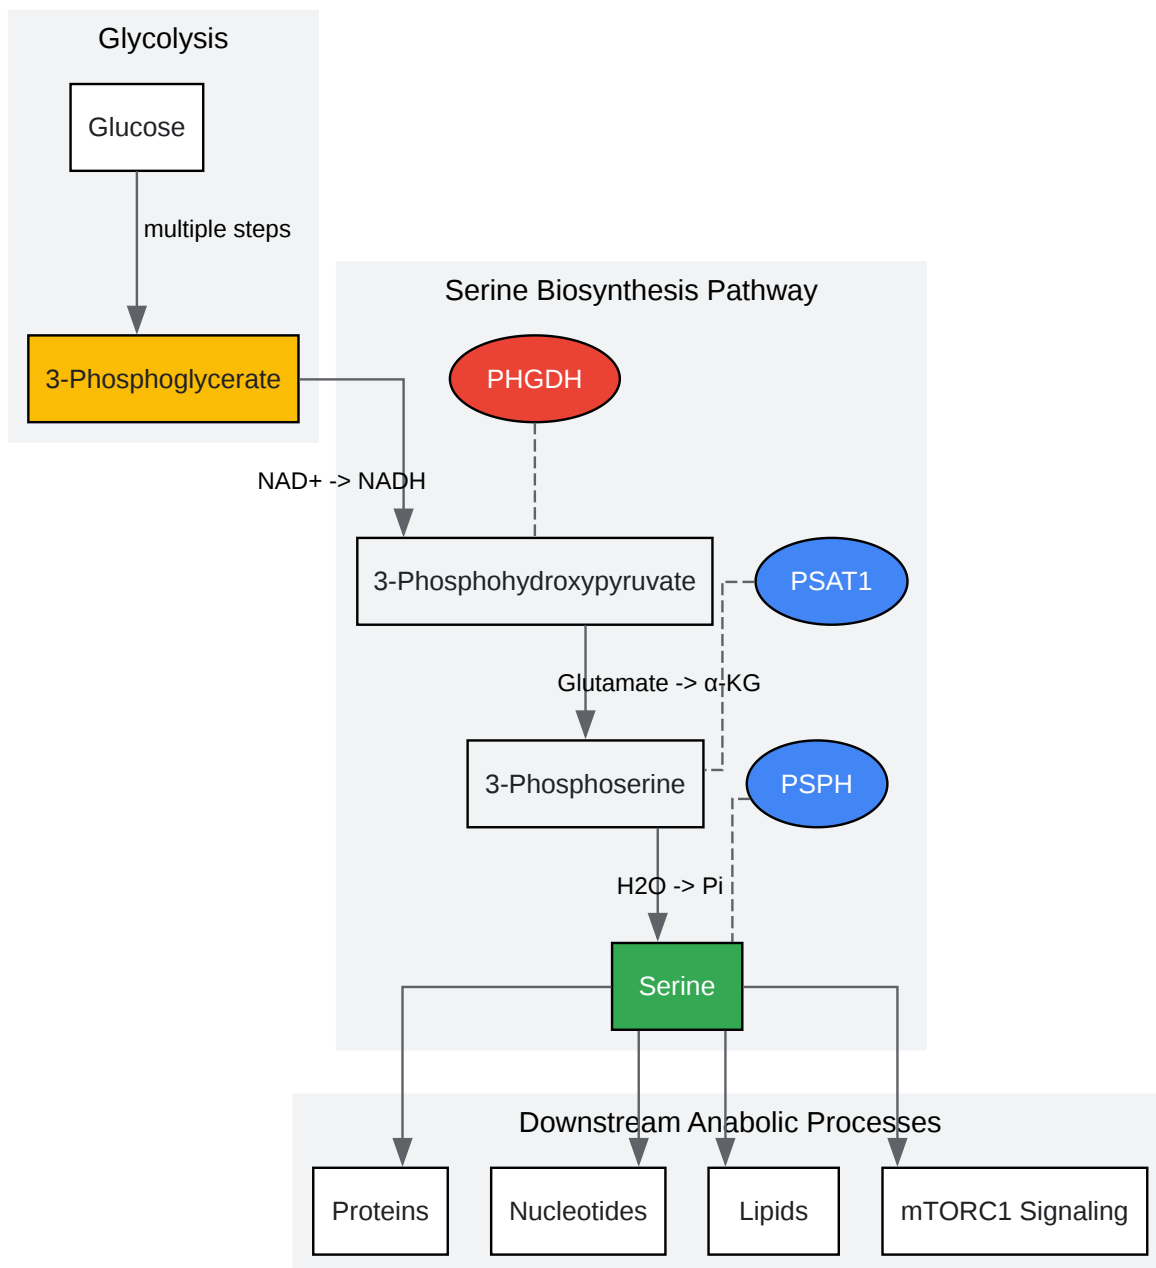 Glycolysis
Glucose
multiple steps
Serine Biosynthesis Pathway
3-Phosphoglycerate
PHGDH
NAD+ -> NADH
3-Phosphohydroxypyruvate
PSAT1
Glutamate -> α-KG
3-Phosphoserine
PSPH
H2O -> Pi
Serine
Downstream Anabolic Processes
Proteins
Nucleotides
Lipids
mTORC1 Signaling